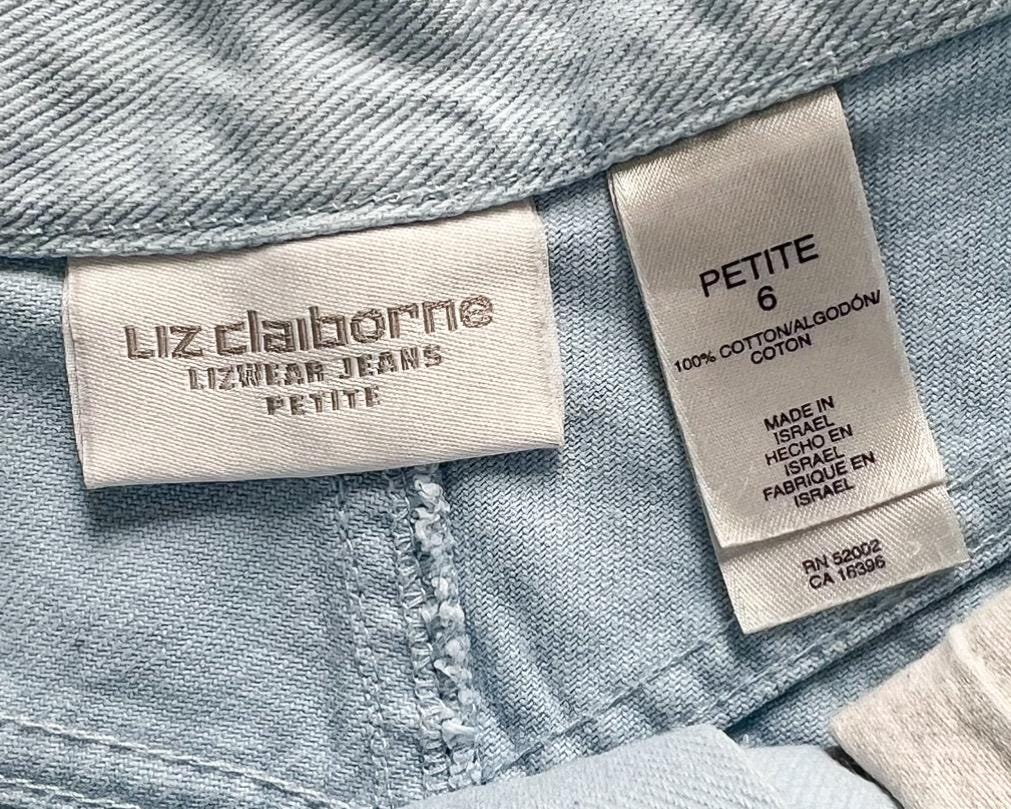 LIZ claiborne
LIZWEAR JEANS
PETITE
PETITE
6
100% COTTON/ALGODÓN/
COTON
MADE IN
ISRAEL
HECHO EN
ISRAEL
FABRIQUE EN
ISRAEL
RN 52002
CA 16396